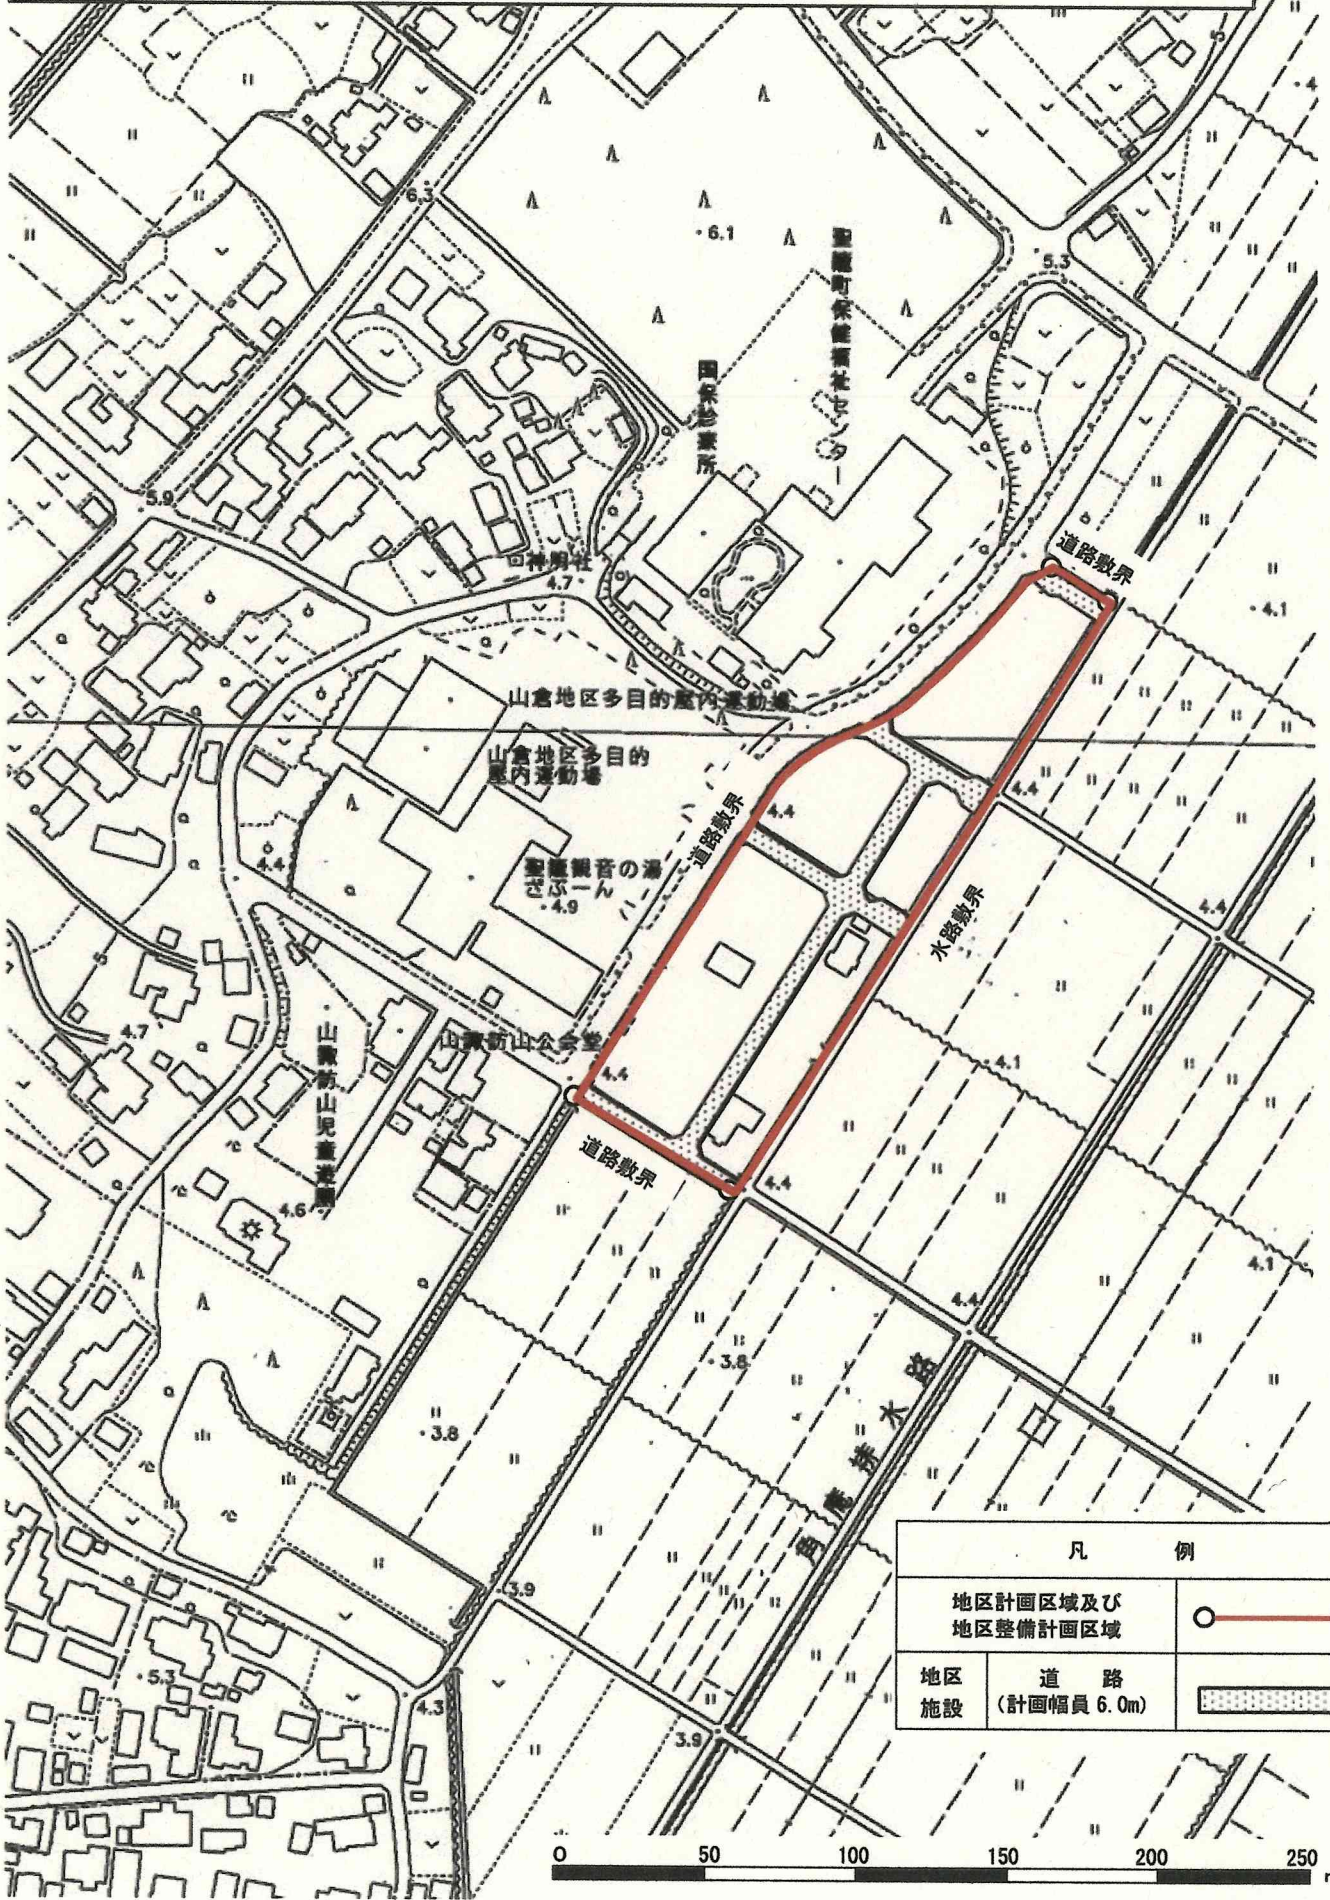 6.3
6.1
聖籠町保健福祉センター
5.3
国保診療所
5.9
神明社
4.7
道路敷界
4.1
山倉地区多目的屋内運動場
山倉地区多目的
屋内運動場
4.4
道路敷界
4.4
4.4
聖籠観音の湯
ざぶーん
4.9
水路敷界
4.4
4.7
山諏訪山児童遊園
山諏訪山公会堂
4.4
4.1
道路敷界
4.4
4.6
4.1
4.4
3.8
3.8
排水路
凡 例
地区計画区域及び
地区整備計画区域
地区
施設
道 路
(計画幅員 6.0m)
3.9
5.3
4.3
3.9
0 50 100 150 200 250